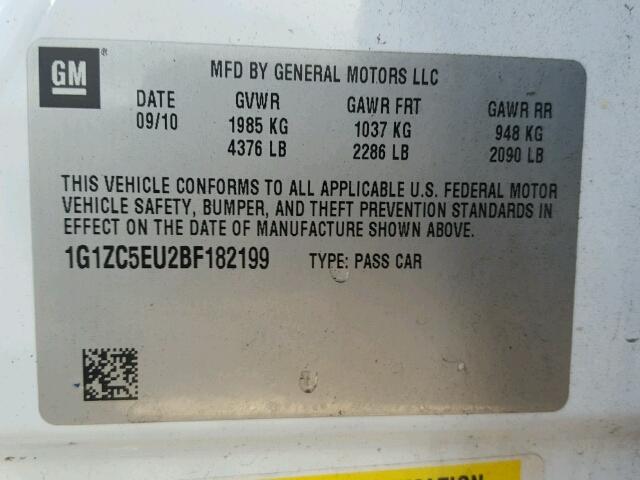 GM
MFD BY GENERAL MOTORS LLC
DATE GVWR GAWR FRT GAWR RR
09/10 1985 KG 1037 KG 948 KG
4376 LB 2286 LB 2090 LB
THIS VEHICLE CONFORMS TO ALL APPLICABLE U.S. FEDERAL MOTOR
VEHICLE SAFETY, BUMPER, AND THEFT PREVENTION STANDARDS IN
EFFECT ON THE DATE OF MANUFACTURE SHOWN ABOVE.
1G1ZC5EU2BF182199 TYPE: PASS CAR